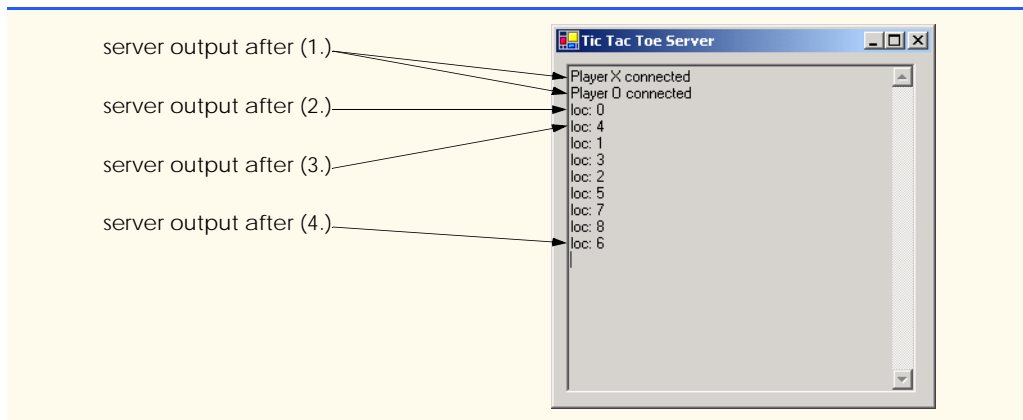 server output after (1.)
server output after (2.)
server output after (3.)
server output after (4.)
Tic Tac Toe Server
Player X connected
Player O connected
loc: 0
loc: 4
loc: 1
loc: 3
loc: 2
loc: 5
loc: 7
loc: 8
loc: 6